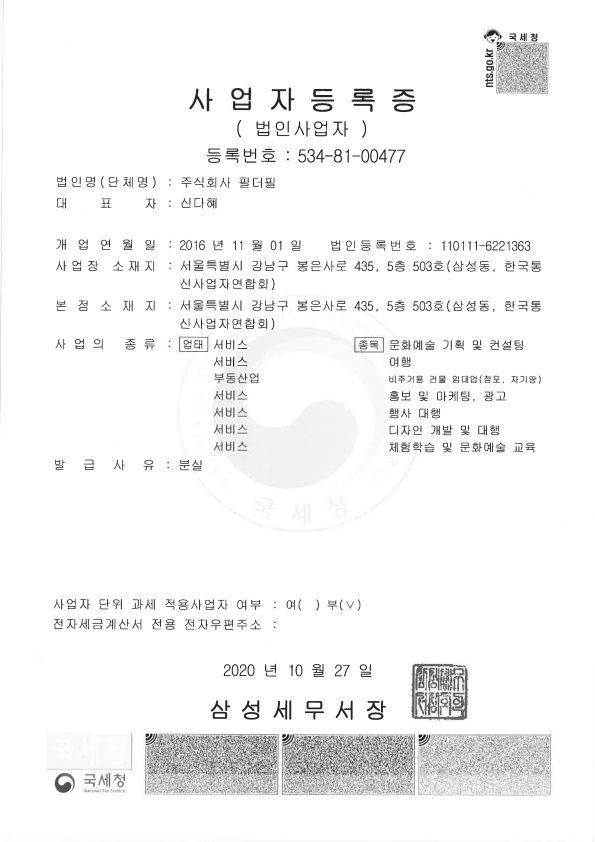 국세청
nts.go.kr
사업자등록증
( 법인사업자 )
등록번호 : 534-81-00477
법인명(단체명) : 주식회사 필더필
대 표 자 : 신다혜
개 업 연 월 일 : 2016 년 11 월 01 일 법인등록번호 : 110111-6221363
사업장 소재지 : 서울특별시 강남구 봉은사로 435, 5층 503호(삼성동, 한국통
신사업자연합회)
본 점 소 재 지 : 서울특별시 강남구 봉은사로 435, 5층 503호(삼성동, 한국통
신사업자연합회)
사 업 의 종 류 : 업태 서비스 종목 문화예술 기획 및 컨설팅
서비스 여행
부동산업 비주거용 건물 임대업(점포, 자기땅)
서비스 홍보 및 마케팅, 광고
서비스 행사 대행
서비스 디자인 개발 및 대행
서비스 체험학습 및 문화예술 교육
발 급 사 유 : 분실
국세청
사업자 단위 과세 적용사업자 여부 : 여( ) 부(∨)
전자세금계산서 전용 전자우편주소 :
2020 년 10 월 27 일
삼성세무서장
국세청
국세청
National Tax Service